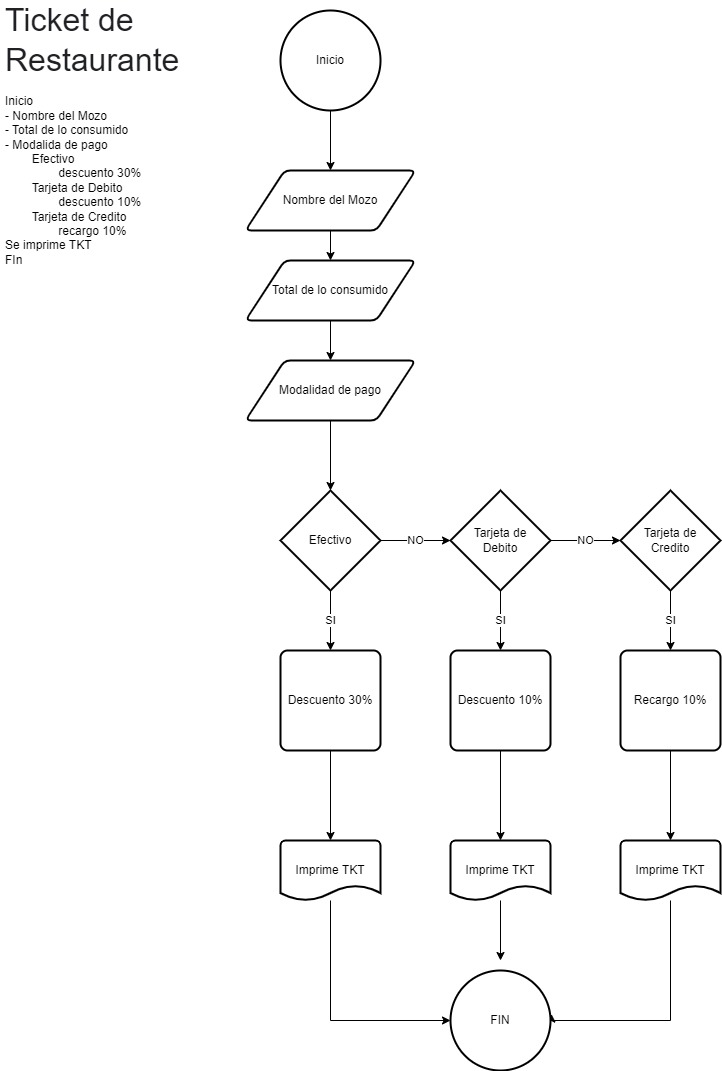 Ticket de
Restaurante
Inicio
- Nombre del Mozo
- Total de lo consumido
- Modalida de pago
Efectivo
descuento 30%
Tarjeta de Debito
descuento 10%
Tarjeta de Credito
recargo 10%
Se imprime TKT
FIn
Inicio
Nombre del Mozo
Total de lo consumido
Modalidad de pago
Efectivo
NO
Tarjeta de
Debito
NO
Tarjeta de
Credito
SI
SI
SI
Descuento 30%
Descuento 10%
Recargo 10%
Imprime TKT
Imprime TKT
Imprime TKT
FIN